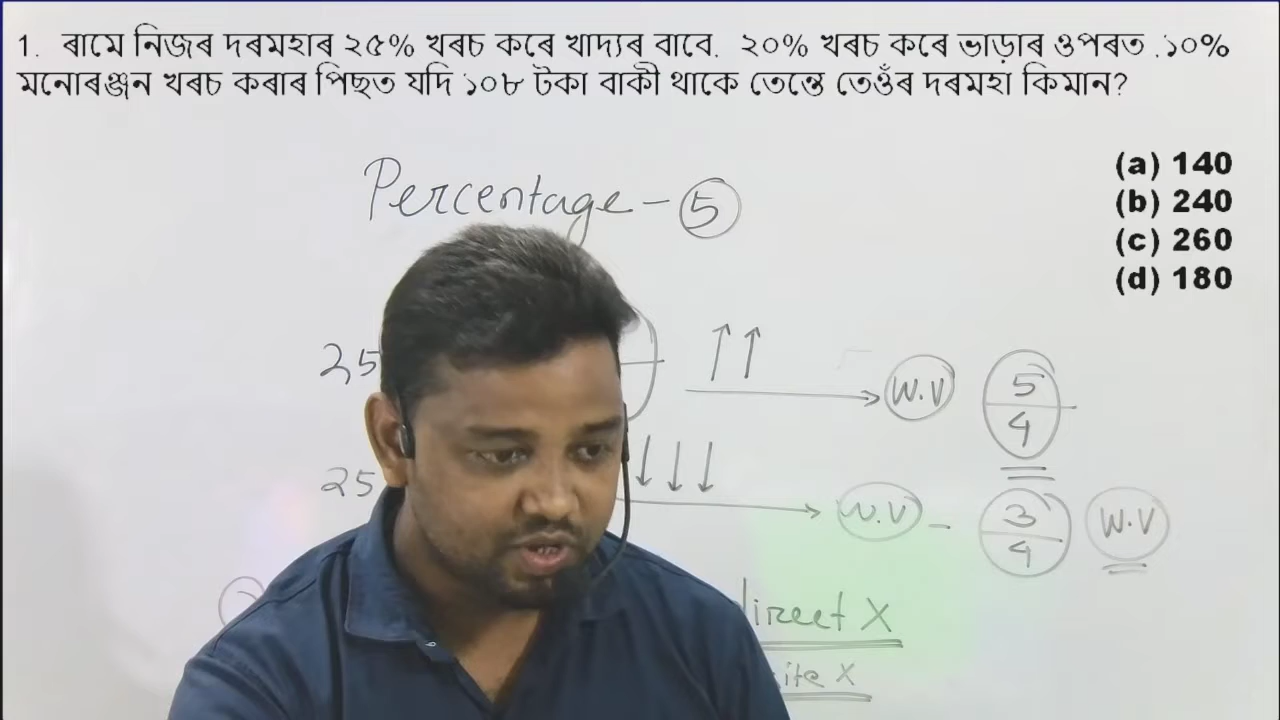 1. ৰামে নিজৰ দৰমহাৰ ২৫% খৰচ কৰে খাদ্যৰ বাবে. ২০% খৰচ কৰে ভাড়াৰ ওপৰত .১০%
মনোৰঞ্জন খৰচ কৰাৰ পিছত যদি ১০৮ টকা বাকী থাকে তেন্তে তেওঁৰ দৰমহা কিমান?
(a) 140
(b) 240
(c) 260
(d) 180
Percentage - 5
25
W.V
5
4
25
N.V - 3
4
W.V
direct X
X